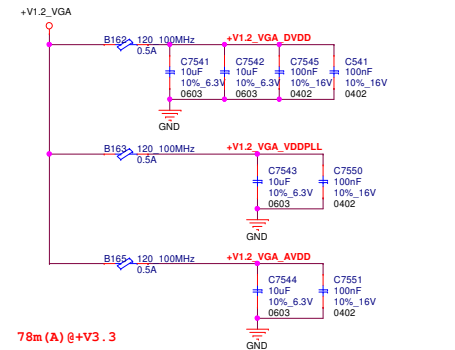 +V1.2_VGA
B162 120_100MHz +V1.2_VGA_DVDD
0.5A
C7541 C7542 C7545 C541
10uF 10uF 100nF 100nF
10%_6.3V 10%_6.3V 10%_16V 10%_16V
0603 0603 0402 0402
GND
B163 120_100MHz +V1.2_VGA_VDDPLL
0.5A
C7543 C7550
10uF 100nF
10%_6.3V 10%_16V
0603 0402
GND
B165 120_100MHz +V1.2_VGA_AVDD
0.5A
C7544 C7551
10uF 100nF
10%_6.3V 10%_16V
0603 0402
78m(A)@+V3.3
GND